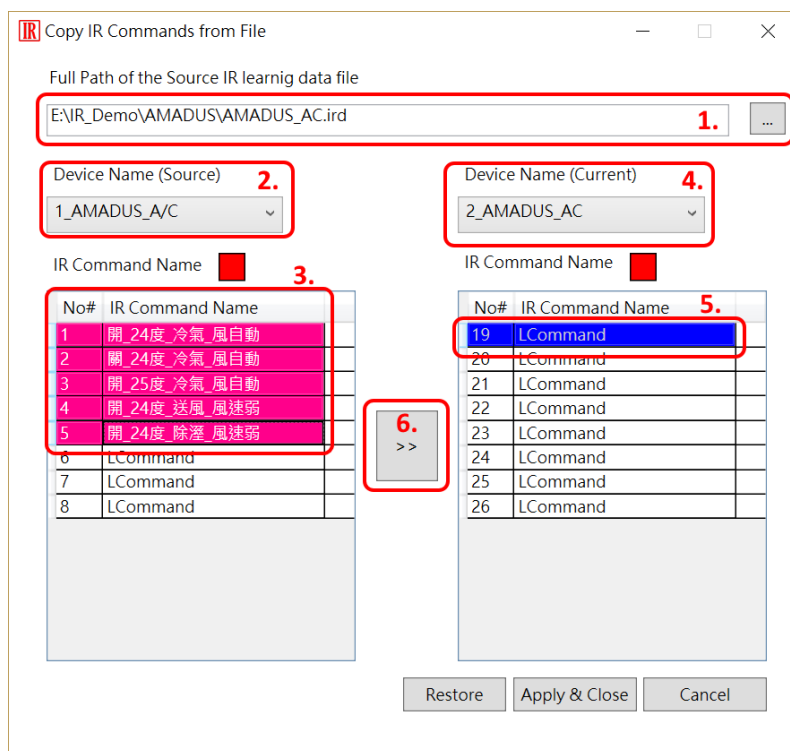 IR Copy IR Commands from File
Full Path of the Source IR learnig data file
E:\IR_Demo\AMADUS\AMADUS_AC.ird
1.
...
Device Name (Source)
2.
Device Name (Current)
4.
1_AMADUS_A/C
2_AMADUS_AC
IR Command Name
3.
IR Command Name
No# IR Command Name
No# IR Command Name
5.
1 開_24度_冷氣_風自動
19 LCommand
2 關_24度_冷氣_風自動
20 LCommand
3 開_25度_冷氣_風自動
21 LCommand
4 開_24度_送風_風速弱
22 LCommand
5 開_24度_除溼_風速弱
6.
>>
23 LCommand
6 LCommand
24 LCommand
7 LCommand
25 LCommand
8 LCommand
26 LCommand
Restore
Apply & Close
Cancel